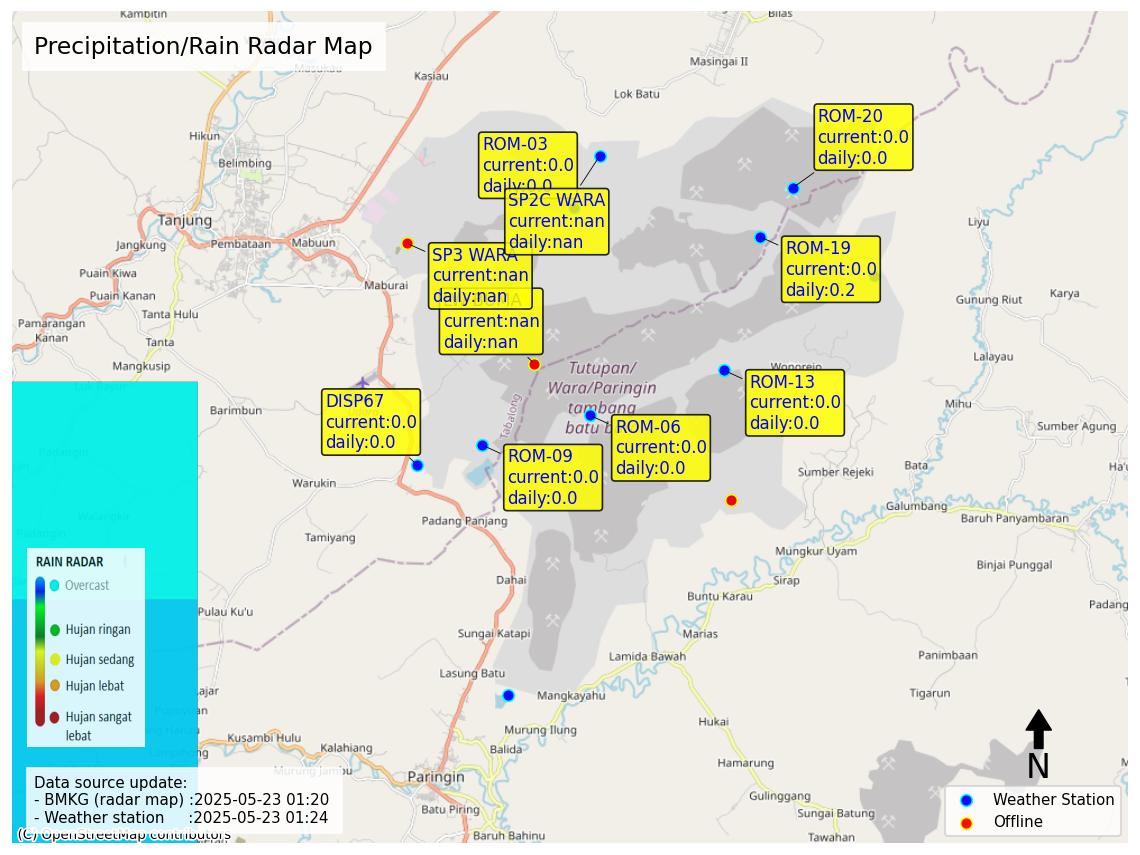 Kambitin
Bilas
Precipitation/Rain Radar Map
Masukau
Masingai II
Kasiau
Lok Batu
ROM-20
current:0.0
daily:0.0
Hikun
ROM-03
current:0.0
daily:0.0
Belimbing
SP2C WARA
current:nan
daily:nan
Tanjung
Liyu
Jangkung
Pembataan
Mabuun
SP3 WARA
current:nan
daily:nan
ROM-19
current:0.0
daily:0.2
Puain Kiwa
Maburai
Puain Kanan
Karya
Gunung Riut
Tanta Hulu
current:nan
daily:nan
Pamarangan
Kanan
Tanta
Lalayau
Mangkusip
Tutupan/
Wara/Paringin
tambang
batu b
Wonorejo
ROM-13
current:0.0
daily:0.0
DISP67
current:0.0
daily:0.0
Barimbun
Tabalong
Mihu
ROM-06
current:0.0
daily:0.0
Sumber Agung
ROM-09
current:0.0
daily:0.0
Bata
Sumber Rejeki
Warukin
Galumbang
Padang Panjang
Baruh Panyambaran
Tamiyang
Mungkur Uyam
Binjai Punggal
RAIN RADAR
Overcast
Hujan ringan
Hujan sedang
Hujan lebat
Hujan sangat
lebat
Dahai
Sirap
Buntu Karau
Padang
Pulau Ku'u
Sungai Katapi
Marias
Lamida Bawah
Panimbaan
Lasung Batu
Mangkayahu
Tigarun
Murung Ilung
Hukai
Kusambi Hulu
Kalahiang
Balida
N
Murung Jambu
Paringin
Hamarung
Data source update:
- BMKG (radar map) :2025-05-23 01:20
- Weather station :2025-05-23 01:24
Gulinggang
Weather Station
Offline
Batu Piring
Sungai Batung
(C) OpenStreetMap contributors
Baruh Bahinu
Tawahan